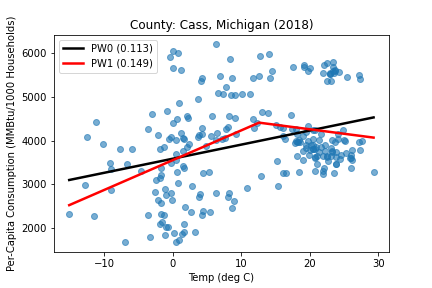 County: Cass, Michigan (2018)
PW0 (0.113)
PW1 (0.149)
Per-Capita Consumption (MMBtu/1000 Households)
6000
5000
4000
3000
2000
−10
0
10
20
30
Temp (deg C)